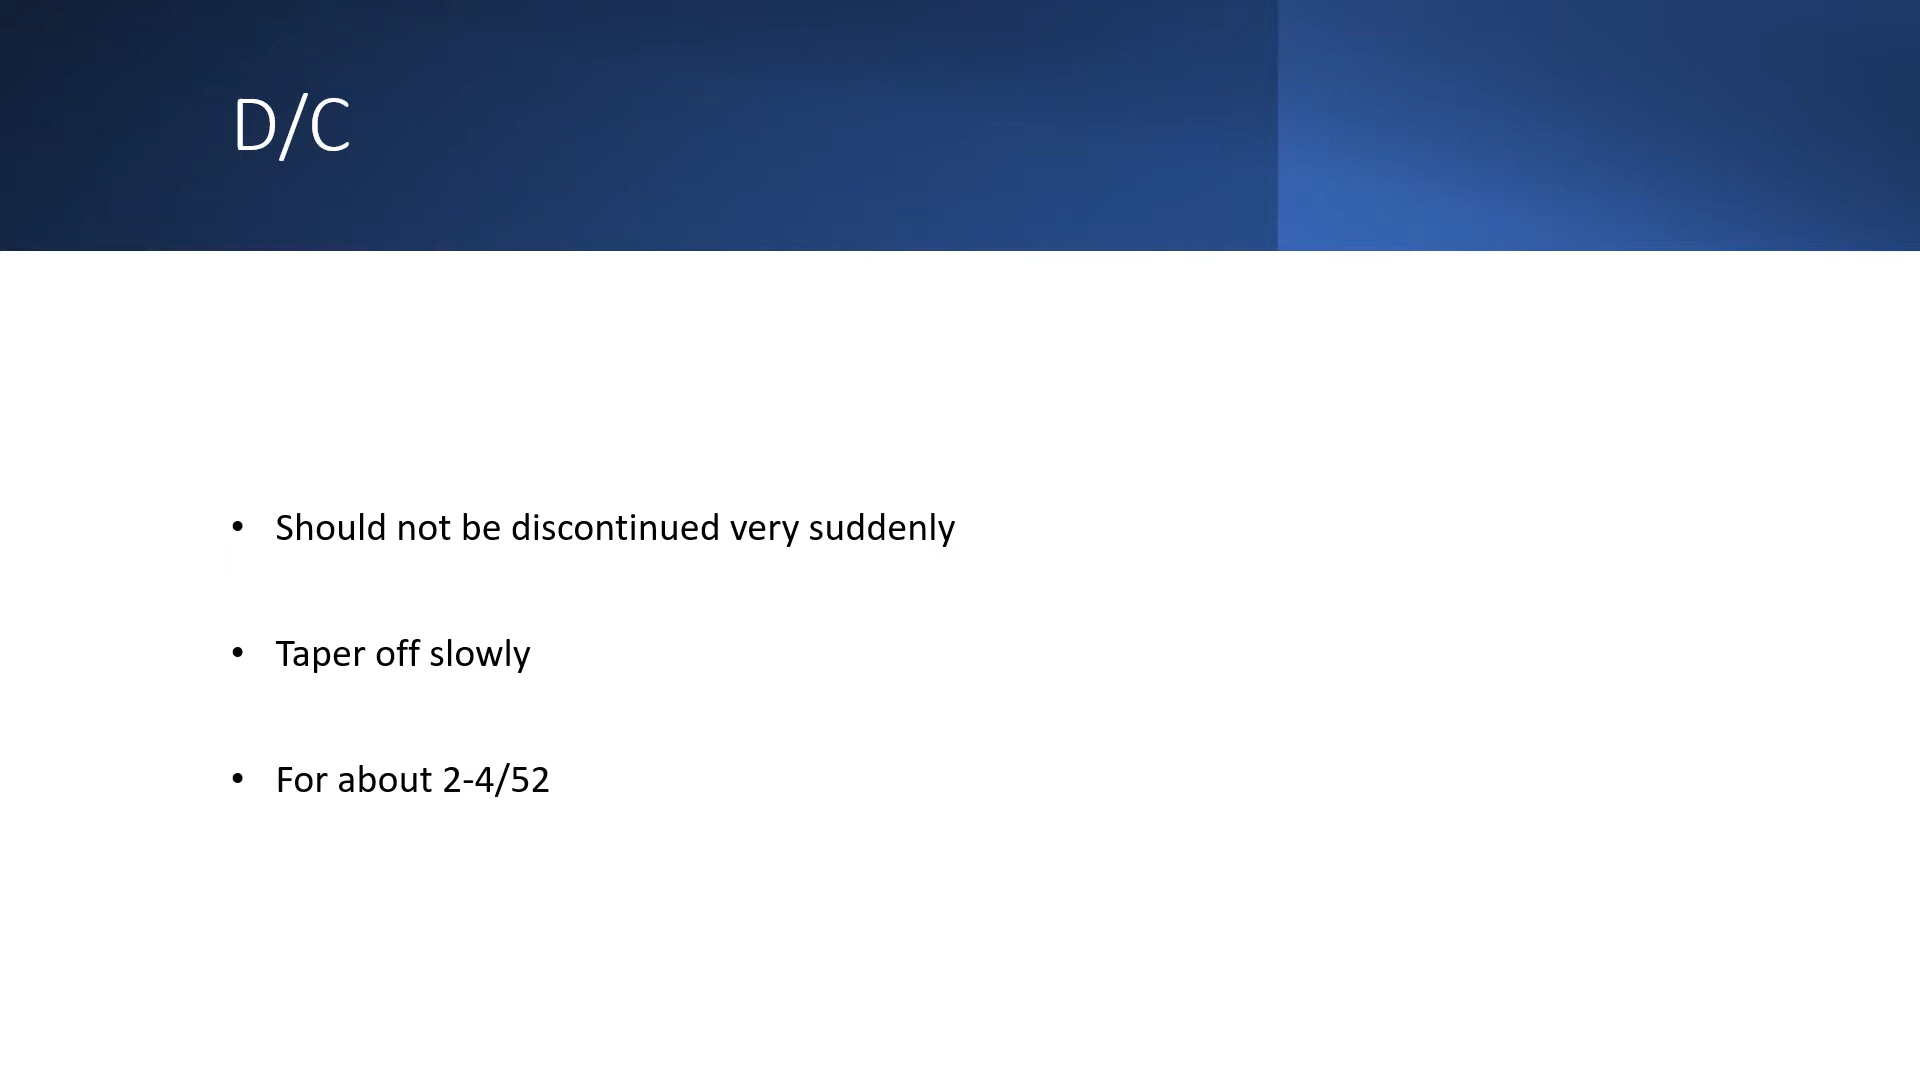 D/C
• Should not be discontinued very suddenly
• Taper off slowly
• For about 2-4/52